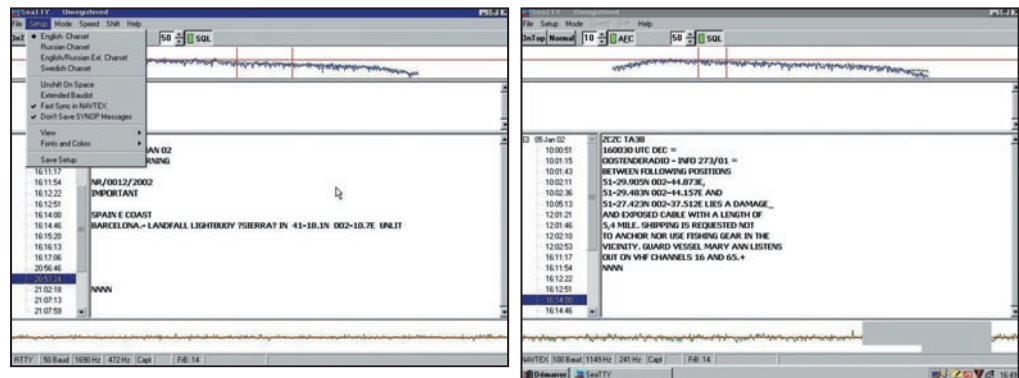 SeaTTY Unregistered
File Setup Mode Speed Shift Help
OnT
50 SQL
English Charset
Russian Charset
English/Russian Ext. Charset
Swedish Charset
Unshift On Space
Extended Baudot
Fast Sync in NAVTEX
Don't Save SYNOP Messages
View
Fonts and Colors
Save Setup
AN 02
RNING
16:11:17
16:11:54
16:12:22
16:12:51
16:14:00
16:14:46
16:15:20
16:16:13
16:17:06
20:56:46
20:57:24
21:02:18
21:07:13
21:07:59
NR/0012/2002
IMPORTANT
SPAIN E COAST
BARCELONA.- LANDFALL LIGHTBUOY ?SIERRA? IN 41-18.1N 002-10.7E UNLIT
NNNN
RTTY 50 Baud 1690 Hz 472 Hz Capt Fr8: 14
SeaTTY Unregistered
File Setup Mode Speed Shift Help
OnTop Normal 10 AFC 50 SQL
05 Jan 02
10:00:51
10:01:15
10:01:43
10:02:11
10:02:36
10:05:13
12:01:21
12:01:46
12:02:10
12:02:53
16:11:17
16:11:54
16:12:22
16:12:51
16:14:00
16:14:46
ZCZC TA38
160030 UTC DEC =
OOSTENDERADIO - INFO 273/01 =
BETWEEN FOLLOWING POSITIONS
51-29.905N 002-44.873E,
51-29.483N 002-44.157E AND
51-27.423N 002-37.512E LIES A DAMAGE_
AND EXPOSED CABLE WITH A LENGTH OF
5,4 MILE. SHIPPING IS REQUESTED NOT
TO ANCHOR NOR USE FISHING GEAR IN THE
VICINITY. GUARD VESSEL MARY ANN LISTENS
OUT ON VHF CHANNELS 16 AND 65.+
NNNN
NAVTEX 100 Baud 1149 Hz 241 Hz Capt Fr8: 14
Démarrer SeaTTY
16:49